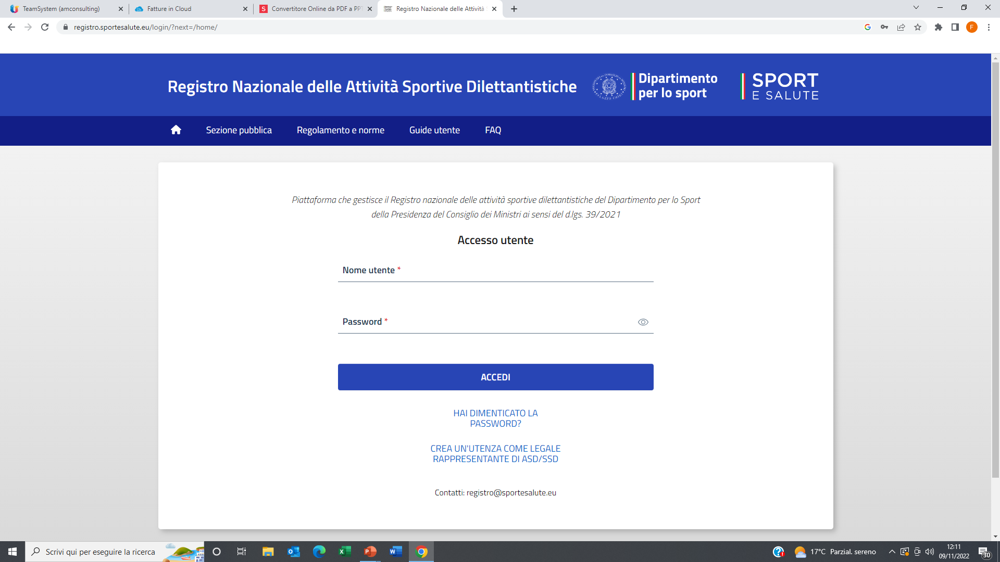 TeamSystem (amconsulting)
Fatture in Cloud
S
Convertitore Online da PDF a PPT
Registro Nazionale delle Attività
registro.sportesalute.eu/login/?next=/home/
F
Registro Nazionale delle Attività Sportive Dilettantistiche
Dipartimento
per lo sport
SPORT
E SALUTE
Sezione pubblica
Regolamento e norme
Guide utente
FAQ
Piattaforma che gestisce il Registro nazionale delle attività sportive dilettantistiche del Dipartimento per lo Sport
della Presidenza del Consiglio dei Ministri ai sensi del d.lgs. 39/2021
Accesso utente
Nome utente *
Password *
ACCEDI
HAI DIMENTICATO LA
PASSWORD?
CREA UN'UTENZA COME LEGALE
RAPPRESENTANTE DI ASD/SSD
Contatti: registro@sportesalute.eu
Scrivi qui per eseguire la ricerca
17°C Parzial. sereno
12:11
09/11/2022
30